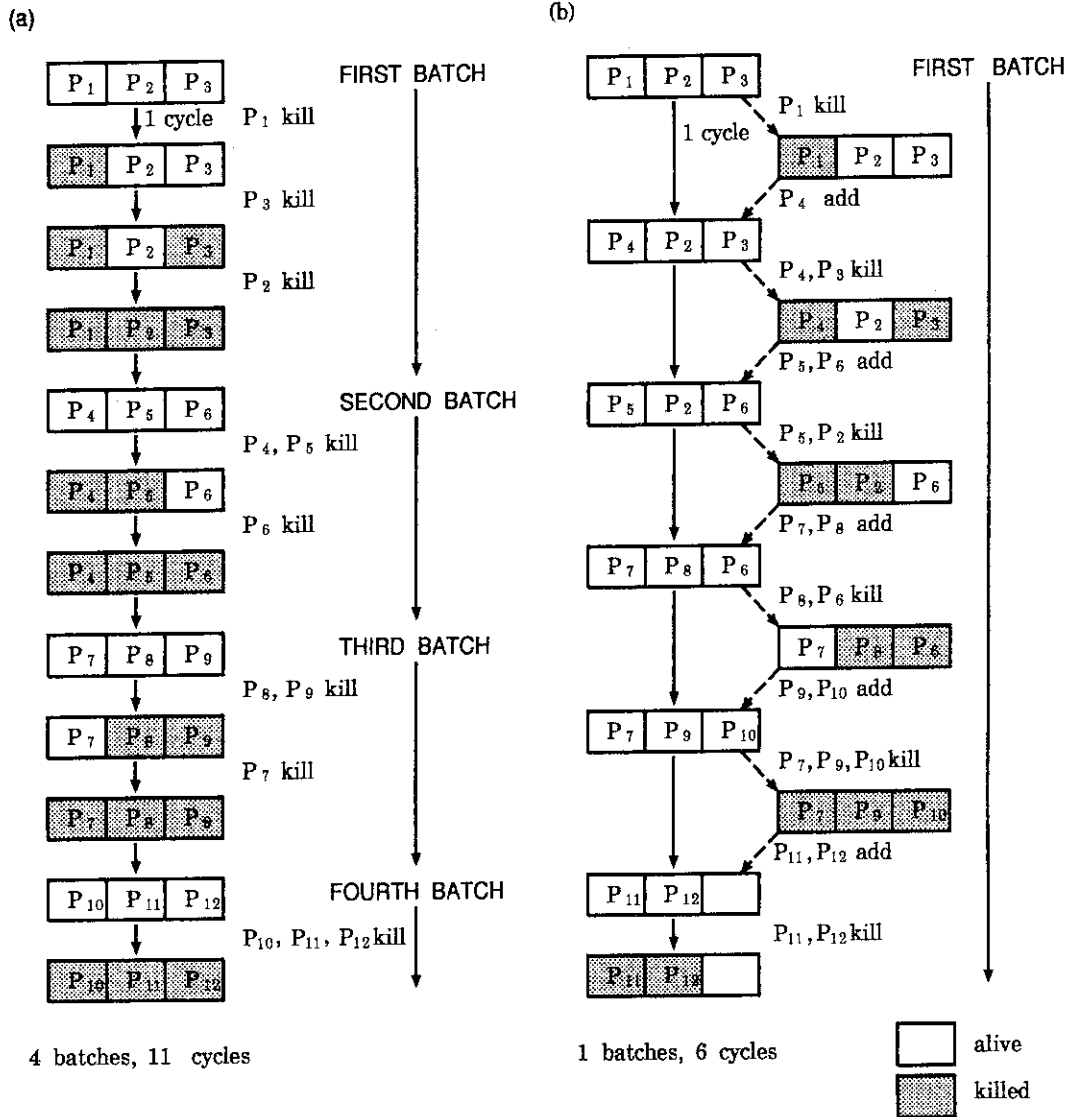 (a)
P1 P2 P3
FIRST BATCH
1 cycle
P1 kill
P1 P2 P3
P3 kill
P1 P2 P3
P2 kill
P1 P2 P3
P4 P5 P6
SECOND BATCH
P4, P5 kill
P4 P5 P6
P6 kill
P4 P5 P6
P7 P8 P9
THIRD BATCH
P8, P9 kill
P7 P8 P9
P7 kill
P7 P8 P9
P10 P11 P12
FOURTH BATCH
P10, P11, P12 kill
P10 P11 P12
4 batches, 11 cycles
(b)
P1 P2 P3
FIRST BATCH
P1 kill
1 cycle
P1 P2 P3
P4 add
P4 P2 P3
P4, P3 kill
P4 P2 P3
P5, P6 add
P5 P2 P6
P5, P2 kill
P5 P2 P6
P7, P8 add
P7 P8 P6
P8, P6 kill
P7 P8 P6
P9, P10 add
P7 P9 P10
P7, P9, P10 kill
P7 P9 P10
P11, P12 add
P11 P12
P11, P12 kill
P11 P12
1 batches, 6 cycles
alive
killed